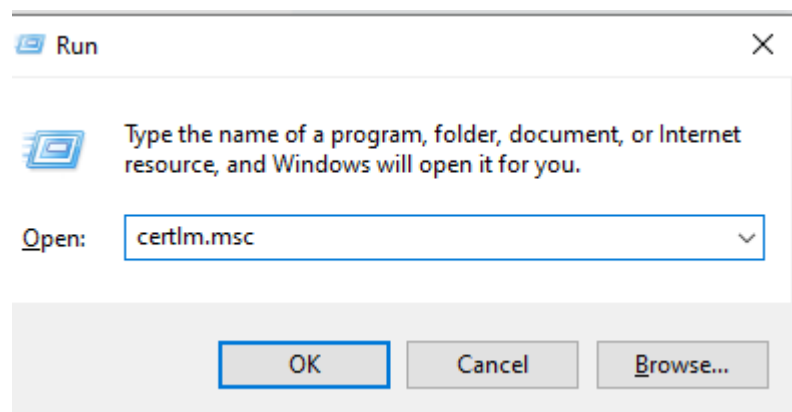 Run
Type the name of a program, folder, document, or Internet
resource, and Windows will open it for you.
Open:
certlm.msc
OK
Cancel
Browse...